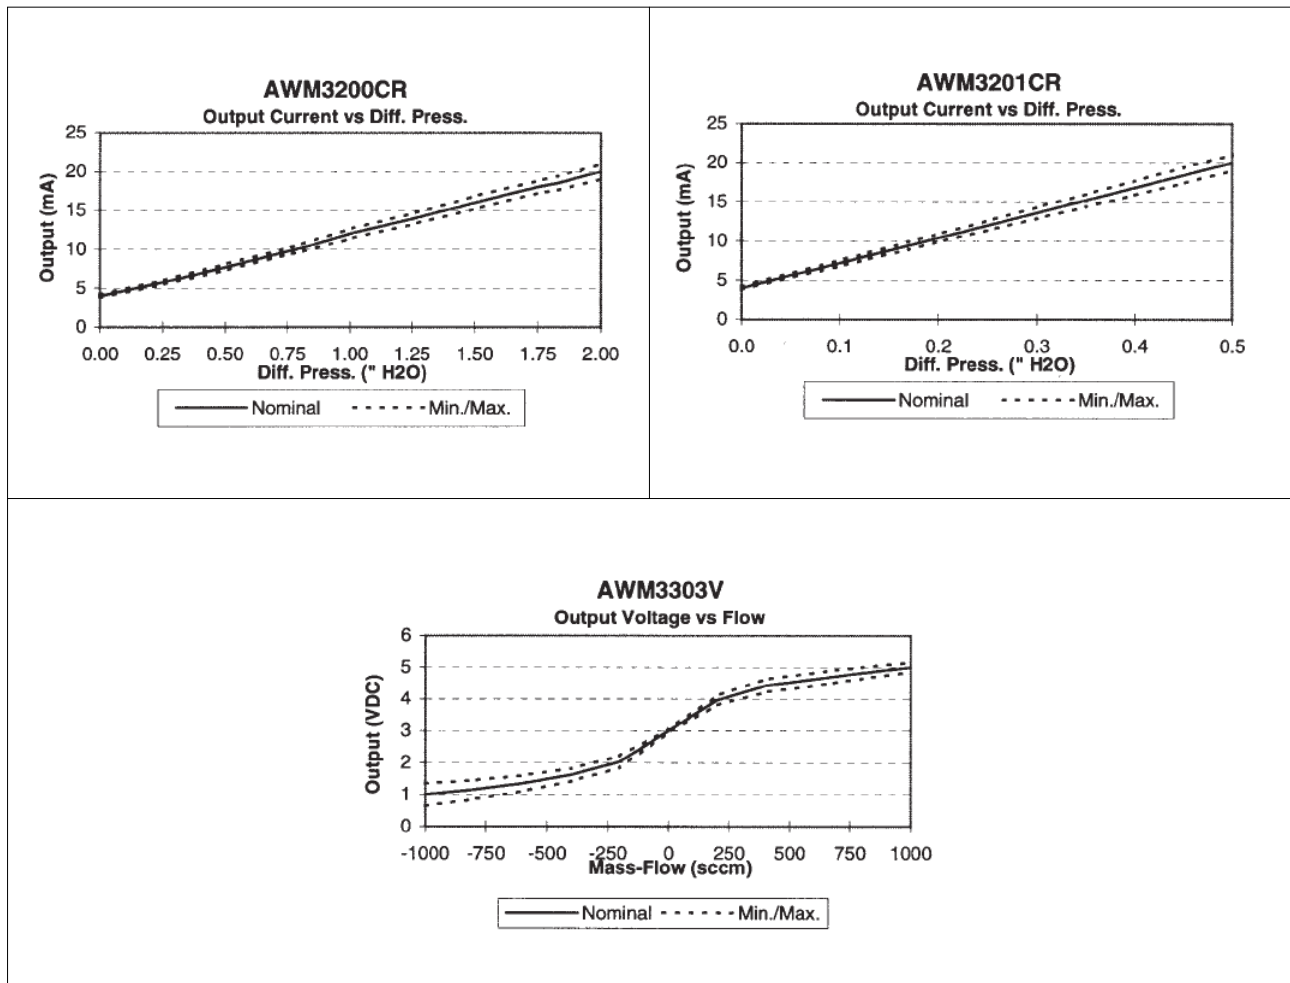 AWM3200CR
Output Current vs Diff. Press.
25
20
15
10
5
0
Output (mA)
0.00 0.25 0.50 0.75 1.00 1.25 1.50 1.75 2.00
Diff. Press. (" H2O)
Nominal Min./Max.
AWM3201CR
Output Current vs Diff. Press.
25
20
15
10
5
0
Output (mA)
0.0 0.1 0.2 0.3 0.4 0.5
Diff. Press. (" H2O)
Nominal Min./Max.
AWM3303V
Output Voltage vs Flow
6
5
4
3
2
1
0
Output (VDC)
-1000 -750 -500 -250 0 250 500 750 1000
Mass-Flow (sccm)
Nominal Min./Max.